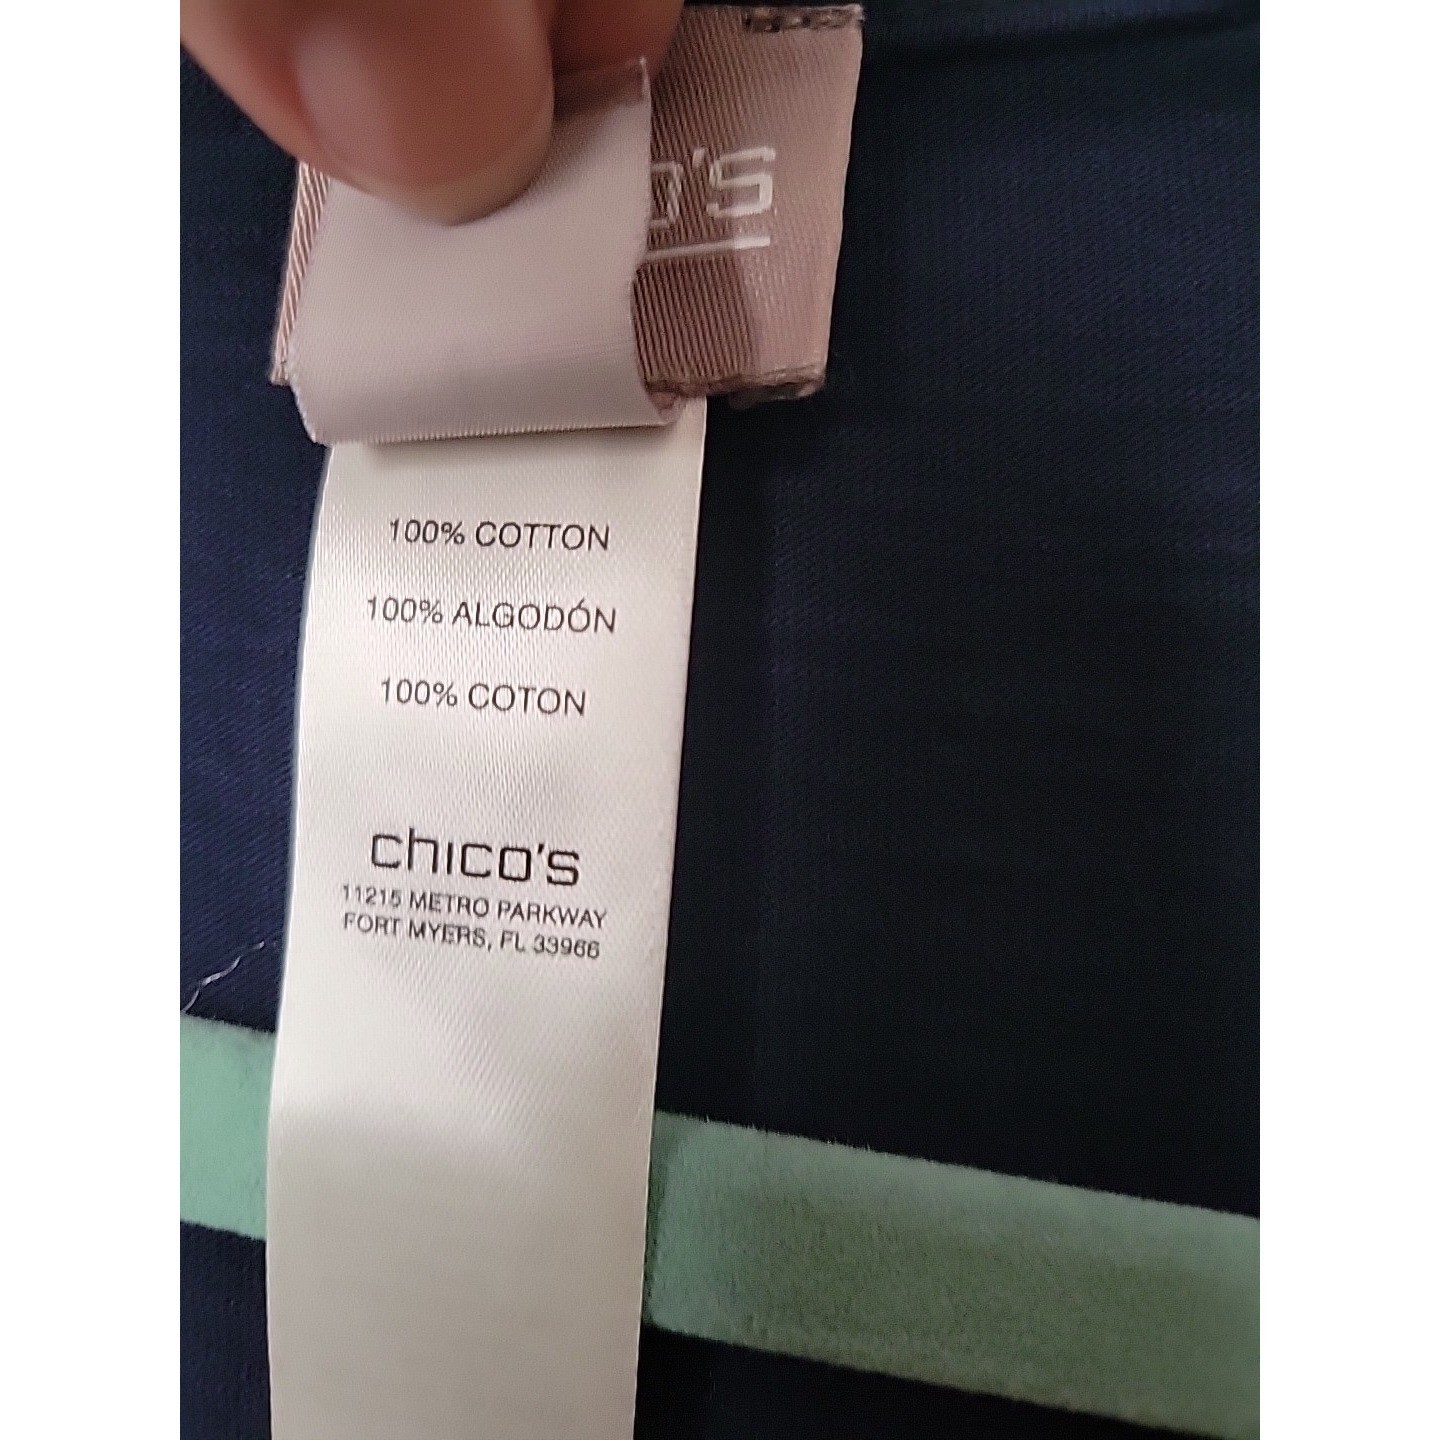 o's
100% COTTON
100% ALGODÓN
100% COTON
chico's
11215 METRO PARKWAY
FORT MYERS, FL 33966